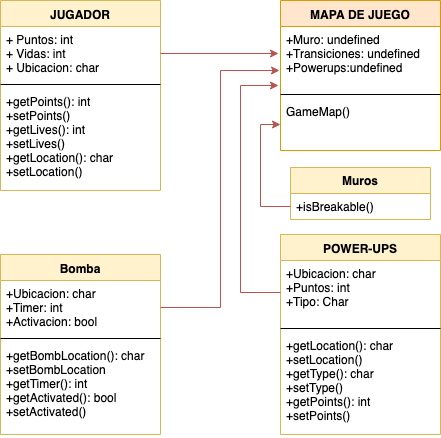 JUGADOR
+ Puntos: int
+ Vidas: int
+ Ubicacion: char
+getPoints(): int
+setPoints()
+getLives(): int
+setLives()
+getLocation(): char
+setLocation()
MAPA DE JUEGO
+Muro: undefined
+Transiciones: undefined
+Powerups:undefined
GameMap()
Muros
+isBreakable()
Bomba
+Ubicacion: char
+Timer: int
+Activacion: bool
+getBombLocation(): char
+setBombLocation
+getTimer(): int
+getActivated(): bool
+setActivated()
POWER-UPS
+Ubicacion: char
+Puntos: int
+Tipo: Char
+getLocation(): char
+setLocation()
+getType(): char
+setType()
+getPoints(): int
+setPoints()